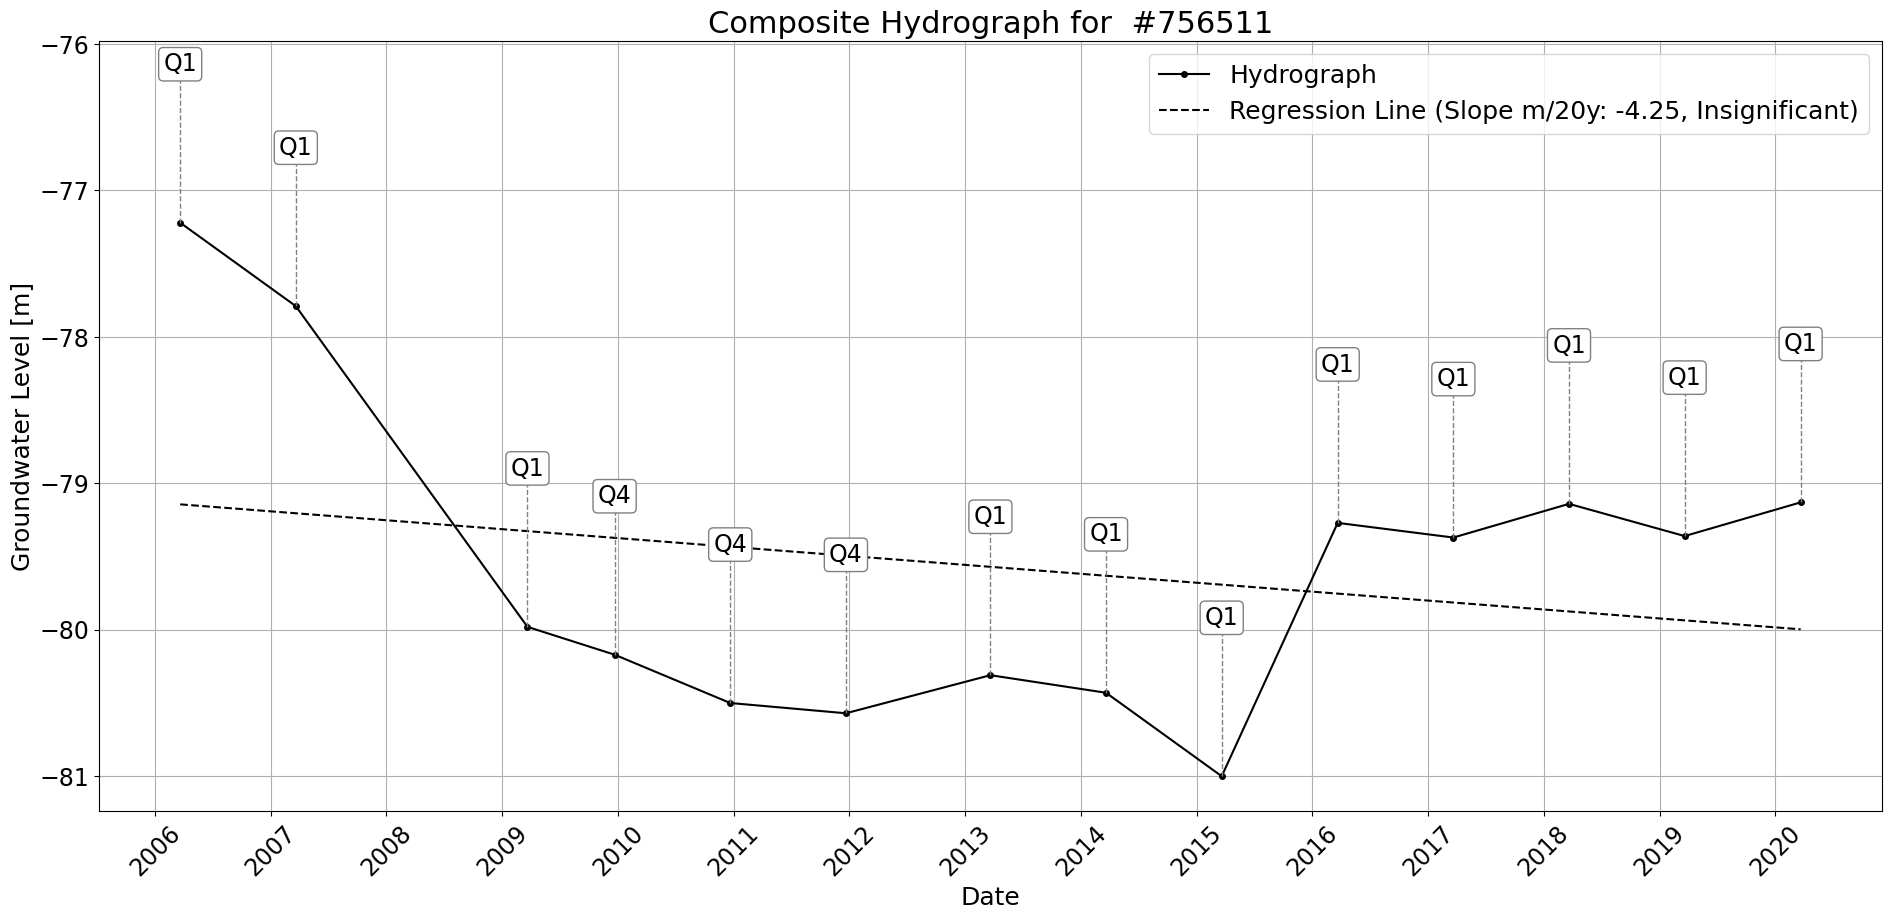 Composite Hydrograph for  #756511
Hydrograph
Regression Line (Slope m/20y: -4.25, Insignificant)
Groundwater Level [m]
−76
−77
−78
−79
−80
−81
Q1
Q1
Q1
Q4
Q4
Q4
Q1
Q1
Q1
Q1
Q1
Q1
Q1
Q1
2006
2007
2008
2009
2010
2011
2012
2013
2014
2015
2016
2017
2018
2019
2020
Date